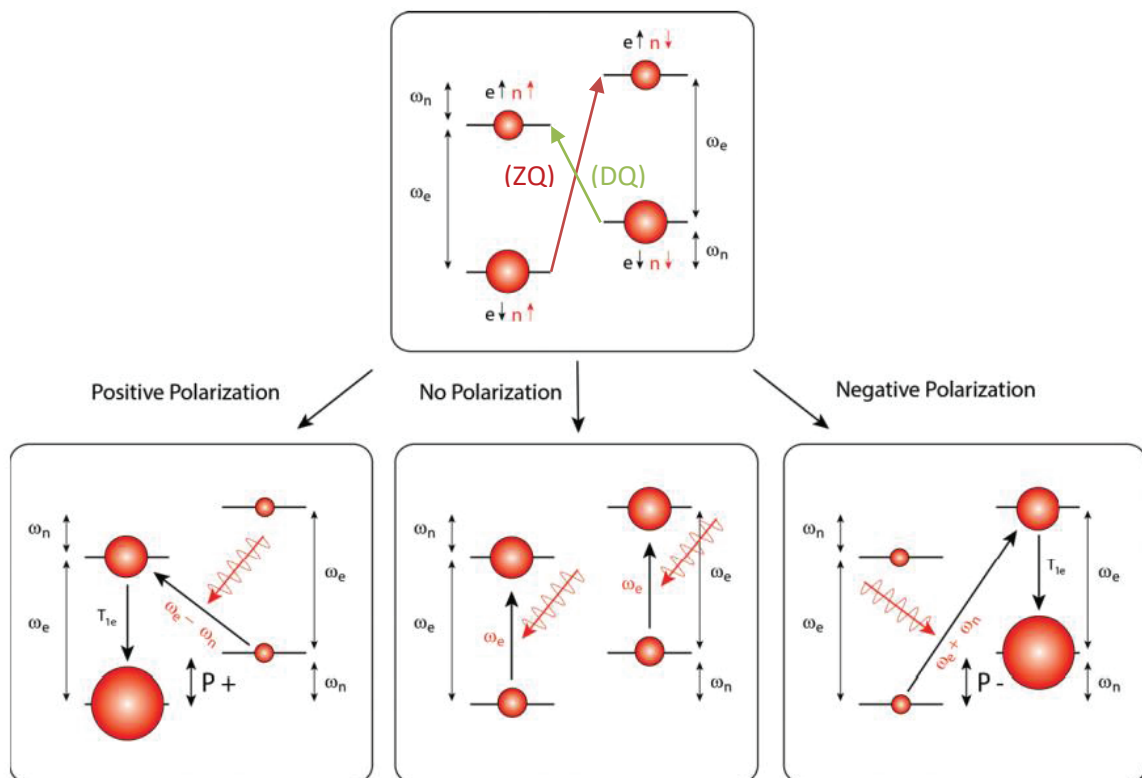 e↑ n↓
ωn
e↑ n↑
(ZQ)
(DQ)
ωe
ωe
ωn
e↓ n↓
e↓ n↑
Positive Polarization
No Polarization
Negative Polarization
ωn
T1e
ωe - ωn
ωe
ωe
P +
ωn
ωn
ωe
ωe
ωe
ωe
ωn
ωn
T1e
ωe
ωe
ωe + ωn
P -
ωn